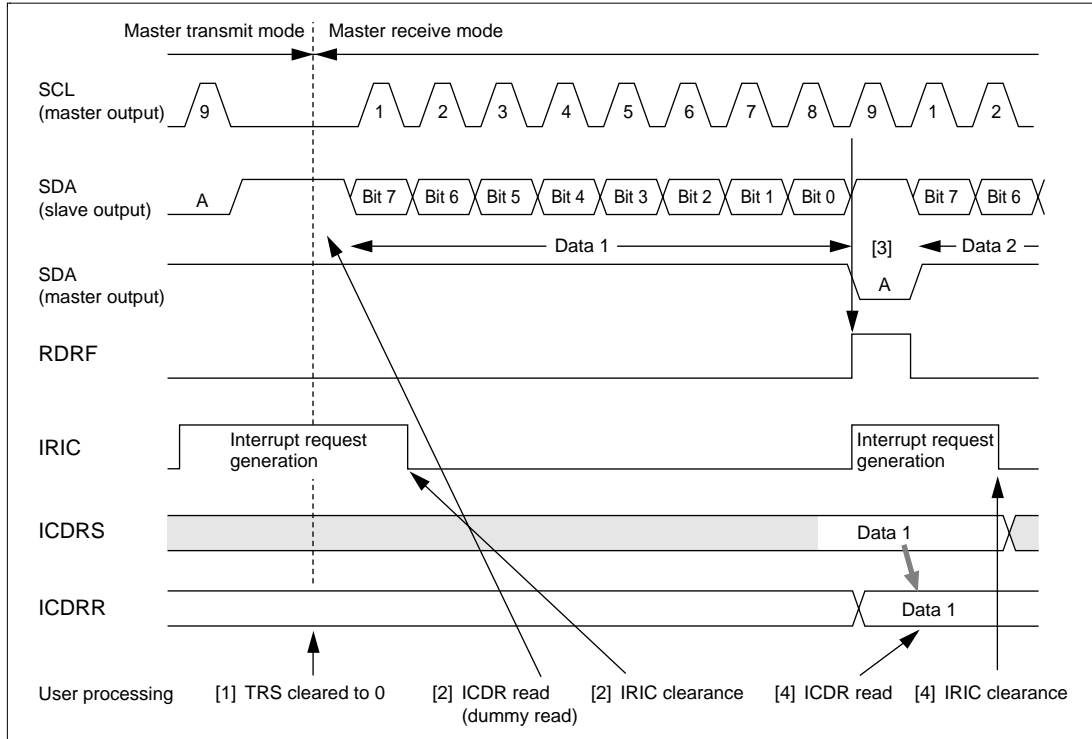 Master transmit mode
Master receive mode
SCL
(master output)
9
1
2
3
4
5
6
7
8
9
1
2
SDA
(slave output)
A
Bit 7
Bit 6
Bit 5
Bit 4
Bit 3
Bit 2
Bit 1
Bit 0
Bit 7
Bit 6
Data 1
[3]
Data 2
SDA
(master output)
A
RDRF
IRIC
Interrupt request
generation
Interrupt request
generation
ICDRS
Data 1
ICDRR
Data 1
User processing
[1] TRS cleared to 0
[2] ICDR read
(dummy read)
[2] IRIC clearance
[4] ICDR read
[4] IRIC clearance